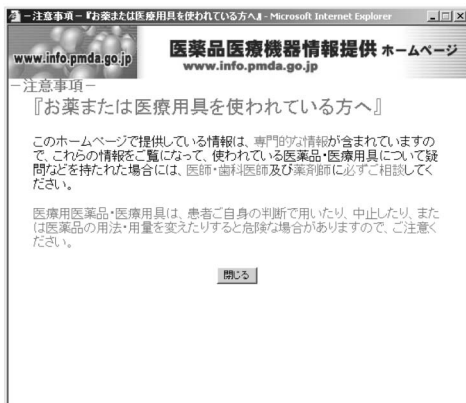 －注意事項－『お薬または医療用具を使われている方へ』 - Microsoft Internet Explorer
www.info.pmda.go.jp
医薬品医療機器情報提供 ホームページ
www.info.pmda.go.jp
－注意事項－
『お薬または医療用具を使われている方へ』
このホームページで提供している情報は、専門的な情報が含まれていますの
で、これらの情報をご覧になって、使われている医薬品・医療用具について疑
問などを持たれた場合には、医師・歯科医師及び薬剤師に必ずご相談してく
ださい。
医療用医薬品・医療用具は、患者ご自身の判断で用いたり、中止したり、また
は医薬品の用法・用量を変えたりすると危険な場合がありますので、ご注意く
ださい。
閉じる